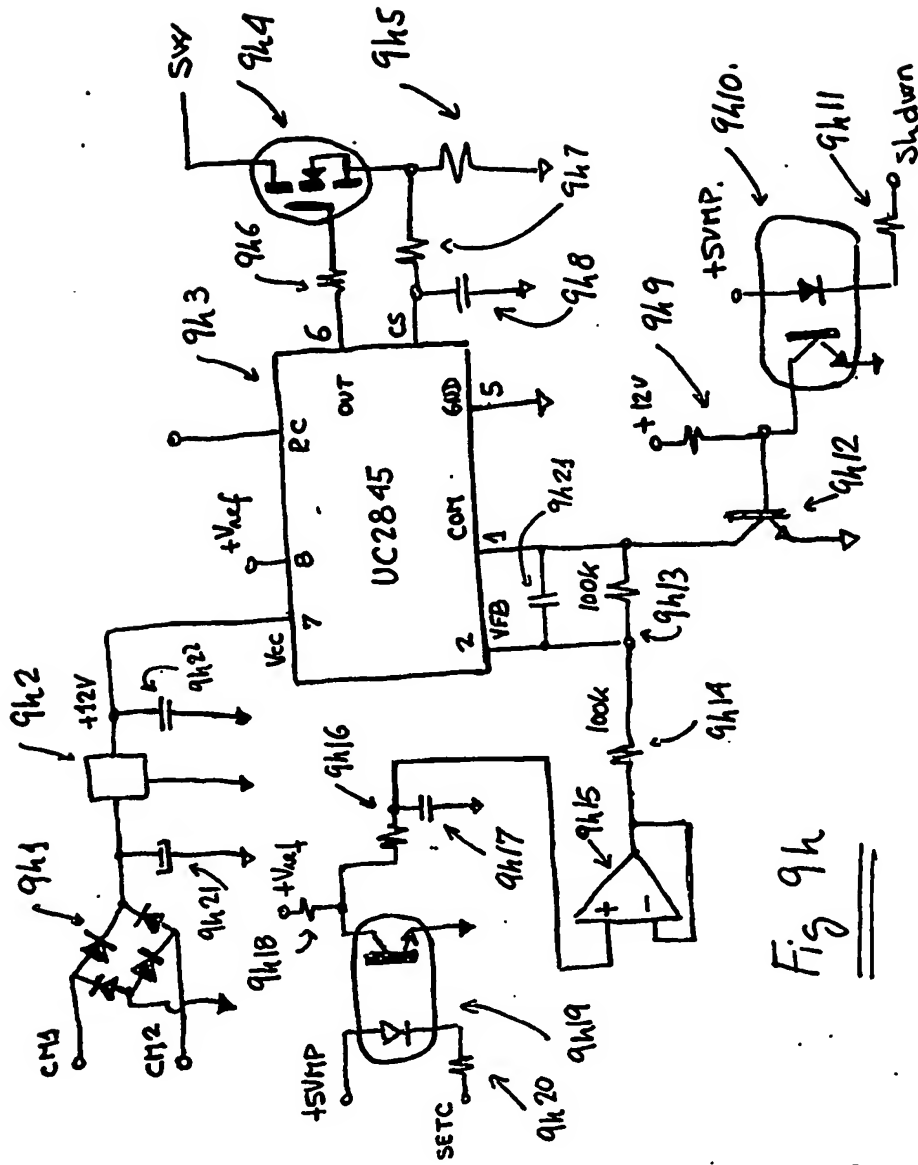 SW
9h4
9h5
9h6
9h7
9h8
9h3
6
OUT
CS
RC
+Vref
8
UC2845
GND
5
COM
1
Vcc
7
2
VFB
9h21
+12V
9h9
+5VMP.
9h10.
9h11
Shdwn
9h12
100k
9h13
100k
9h14
9h15
+
-
9h2
+12V
9h22
9h1
9h21
CM1
CM2
9h16
9h17
+Vref
9h18
+5VMP
SETC
9h19
9h20
Fig 9h